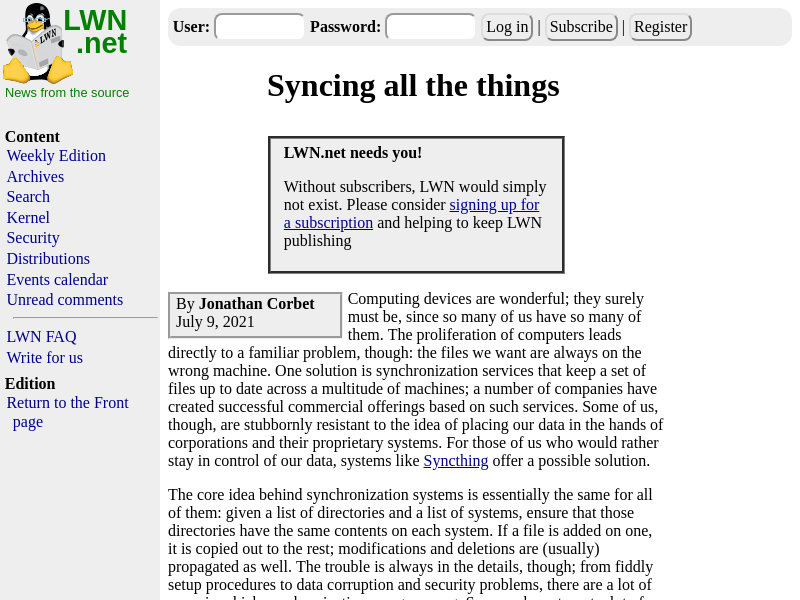 LWN
.net
News from the source
User: Password: Log in | Subscribe | Register
Content
Weekly Edition
Archives
Search
Kernel
Security
Distributions
Events calendar
Unread comments
LWN FAQ
Write for us
Edition
Return to the Front
page
Syncing all the things
LWN.net needs you!
Without subscribers, LWN would simply
not exist. Please consider signing up for
a subscription and helping to keep LWN
publishing
By Jonathan Corbet
July 9, 2021
Computing devices are wonderful; they surely
must be, since so many of us have so many of
them. The proliferation of computers leads
directly to a familiar problem, though: the files we want are always on the
wrong machine. One solution is synchronization services that keep a set of
files up to date across a multitude of machines; a number of companies have
created successful commercial offerings based on such services. Some of us,
though, are stubbornly resistant to the idea of placing our data in the hands of
corporations and their proprietary systems. For those of us who would rather
stay in control of our data, systems like Syncthing offer a possible solution.
The core idea behind synchronization systems is essentially the same for all
of them: given a list of directories and a list of systems, ensure that those
directories have the same contents on each system. If a file is added on one,
it is copied out to the rest; modifications and deletions are (usually)
propagated as well. The trouble is always in the details, though; from fiddly
setup procedures to data corruption and security problems, there are a lot of